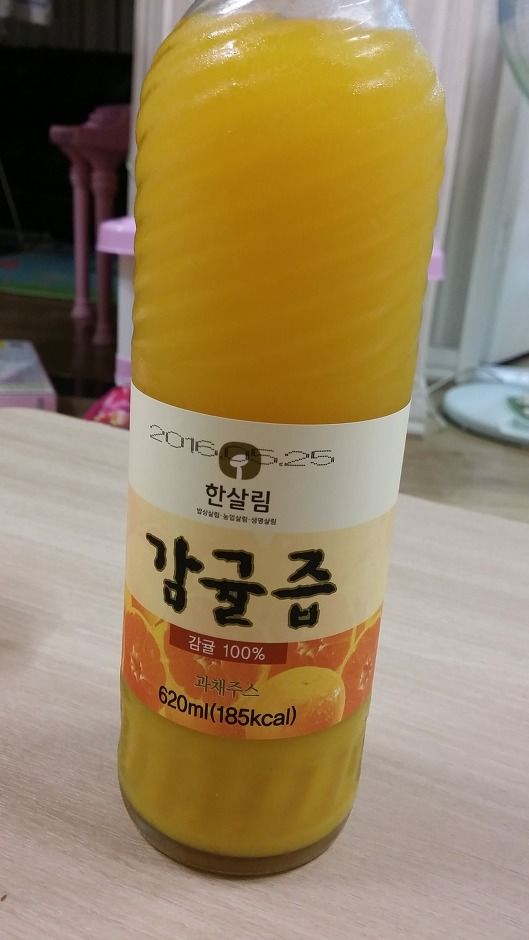 2016.05.25
한살림
밥상살림·농업살림·생명살림
감귤즙
감귤 100%
과채주스
620ml(185kcal)